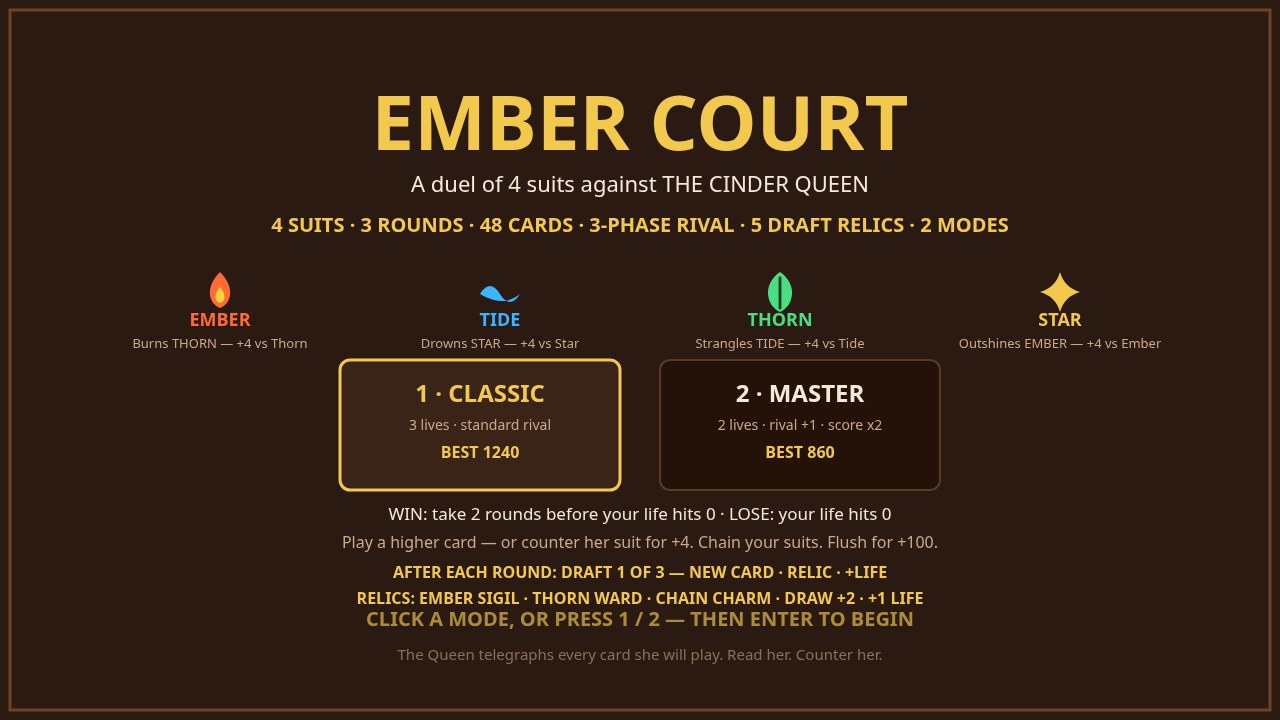 EMBER COURT
A duel of 4 suits against THE CINDER QUEEN
4 SUITS · 3 ROUNDS · 48 CARDS · 3-PHASE RIVAL · 5 DRAFT RELICS · 2 MODES
EMBER
Burns THORN — +4 vs Thorn
TIDE
Drowns STAR — +4 vs Star
THORN
Strangles TIDE — +4 vs Tide
STAR
Outshines EMBER — +4 vs Ember
1 · CLASSIC
3 lives · standard rival
BEST 1240
2 · MASTER
2 lives · rival +1 · score x2
BEST 860
WIN: take 2 rounds before your life hits 0 · LOSE: your life hits 0
Play a higher card — or counter her suit for +4. Chain your suits. Flush for +100.
AFTER EACH ROUND: DRAFT 1 OF 3 — NEW CARD · RELIC · +LIFE
RELICS: EMBER SIGIL · THORN WARD · CHAIN CHARM · DRAW +2 · +1 LIFE
CLICK A MODE, OR PRESS 1 / 2 — THEN ENTER TO BEGIN
The Queen telegraphs every card she will play. Read her. Counter her.